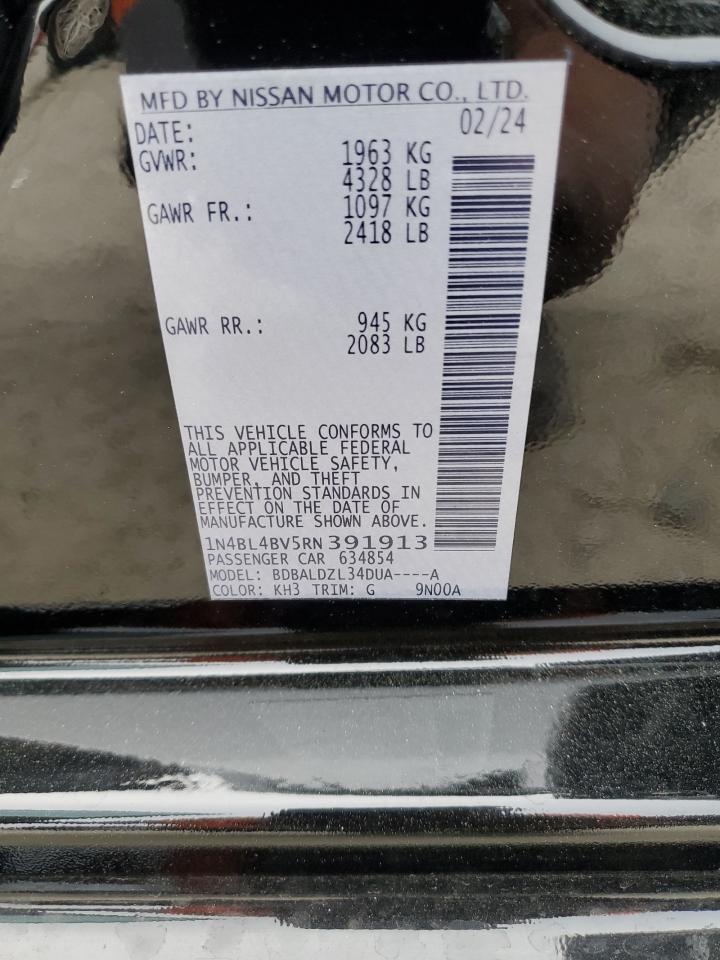 MFD BY NISSAN MOTOR CO., LTD.
DATE: 02/24
GVWR: 1963 KG
4328 LB
GAWR FR.: 1097 KG
2418 LB
GAWR RR.: 945 KG
2083 LB
THIS VEHICLE CONFORMS TO
ALL APPLICABLE FEDERAL
MOTOR VEHICLE SAFETY,
BUMPER, AND THEFT
PREVENTION STANDARDS IN
EFFECT ON THE DATE OF
MANUFACTURE SHOWN ABOVE.
1N4BL4BV5RN391913
PASSENGER CAR 634854
MODEL: BDBALDZL34DUA----A
COLOR: KH3 TRIM: G 9N00A